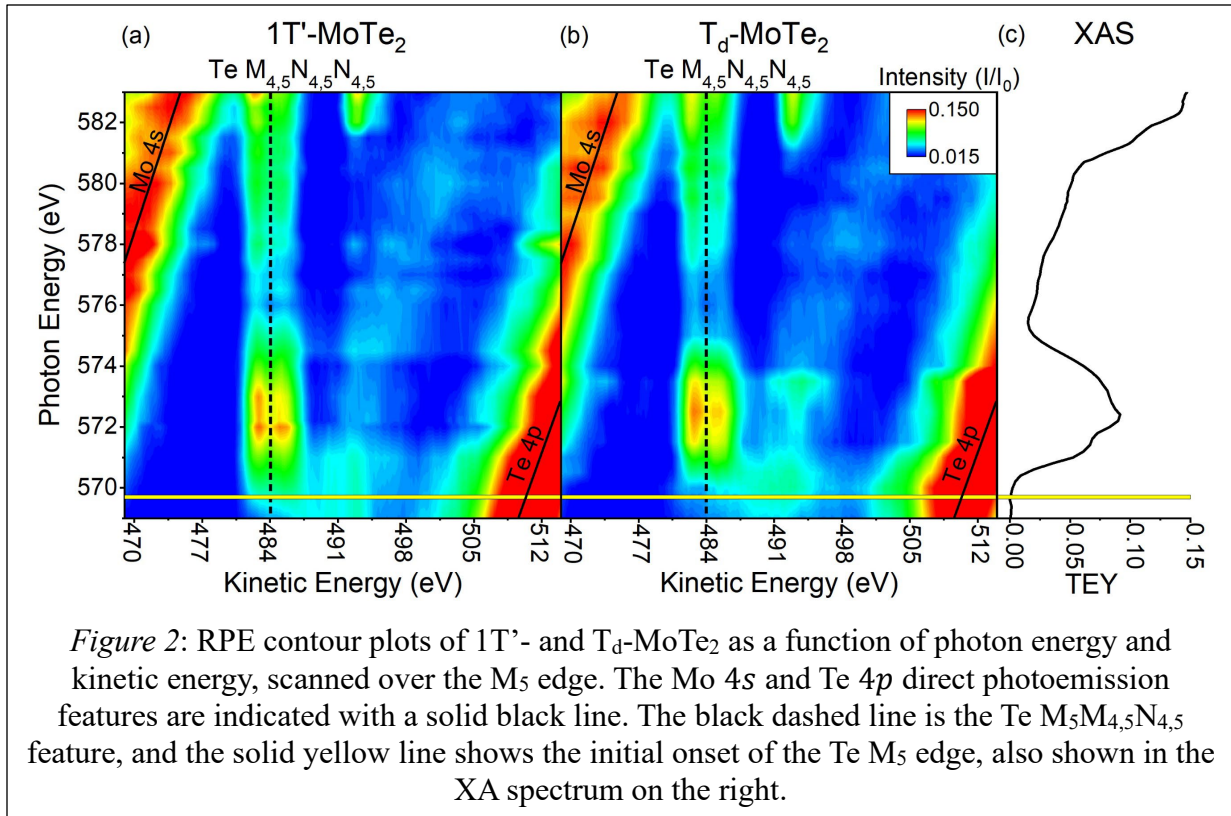 (a) 1T'-MoTe2 (b) Td-MoTe2 (c) XAS
Te M4,5N4,5N4,5 Te M4,5N4,5N4,5
Intensity (I/I0)
0.150
0.015
Mo 4s
Mo 4s
Te 4p
Te 4p
Photon Energy (eV)
582
580
578
576
574
572
570
470 477 484 491 498 505 512 470 477 484 491 498 505 512 0.00 0.05 0.10 0.15
Kinetic Energy (eV) Kinetic Energy (eV) TEY
Figure 2: RPE contour plots of 1T’- and Td-MoTe2 as a function of photon energy and
kinetic energy, scanned over the M5 edge. The Mo 4s and Te 4p direct photoemission
features are indicated with a solid black line. The black dashed line is the Te M5M4,5N4,5
feature, and the solid yellow line shows the initial onset of the Te M5 edge, also shown in the
XA spectrum on the right.